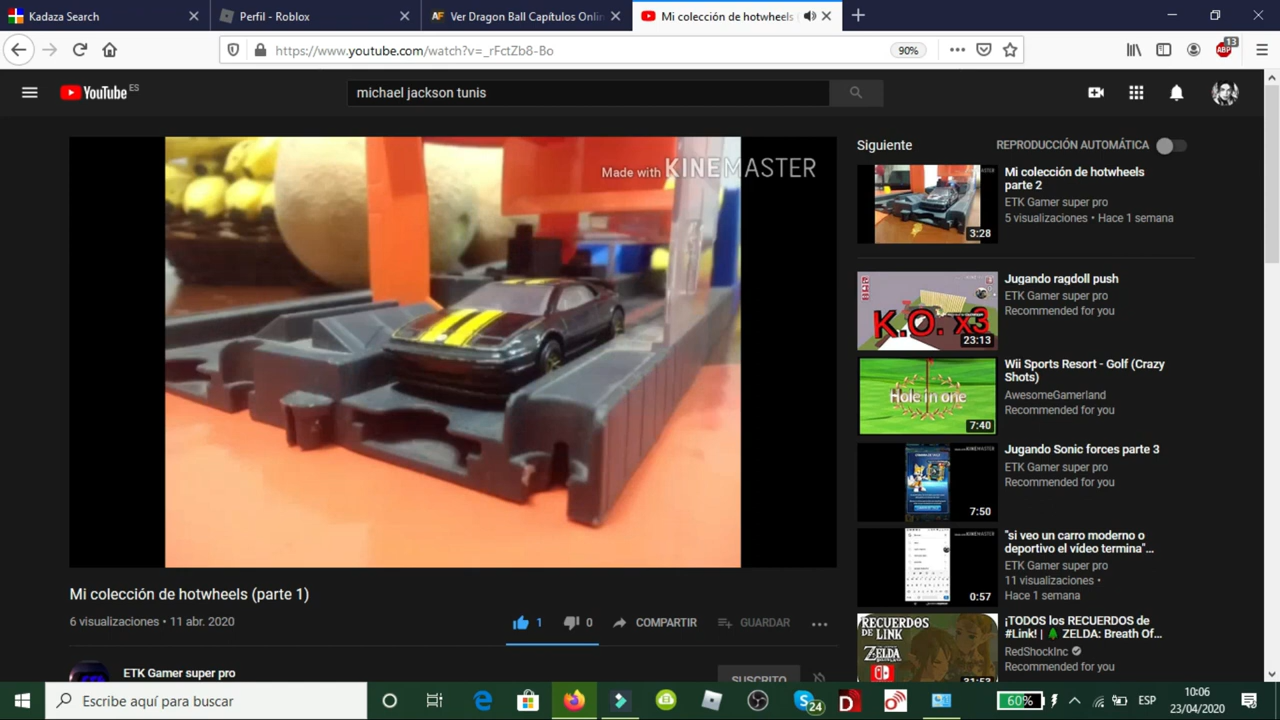 Kadaza Search
Perfil - Roblox
AF Ver Dragon Ball Capítulos Onlin
Mi colección de hotwheels (
https://www.youtube.com/watch?v=_rFctZb8-Bo
90%
ABP
13
YouTube ES
michael jackson tunis
Made with KINEMASTER
Siguiente
REPRODUCCIÓN AUTOMÁTICA
Mi colección de hotwheels
parte 2
ETK Gamer super pro
5 visualizaciones • Hace 1 semana
3:28
Jugando ragdoll push
ETK Gamer super pro
Recommended for you
K.O. x3
23:13
Wii Sports Resort - Golf (Crazy
Shots)
AwesomeGamerland
Recommended for you
Hole in one
7:40
Jugando Sonic forces parte 3
ETK Gamer super pro
Recommended for you
7:50
"si veo un carro moderno o
deportivo el video termina"...
ETK Gamer super pro
11 visualizaciones •
Hace 1 semana
0:57
RECUERDOS
DE LINK
ZELDA
31:53
¡TODOS los RECUERDOS de
#Link! | ZELDA: Breath Of...
RedShockInc
Recommended for you
Mi colección de hotwheels (parte 1)
6 visualizaciones • 11 abr. 2020
1
0
COMPARTIR
GUARDAR
ETK Gamer super pro
SUSCRITO
Escribe aquí para buscar
24
60%
ESP
10:06
23/04/2020